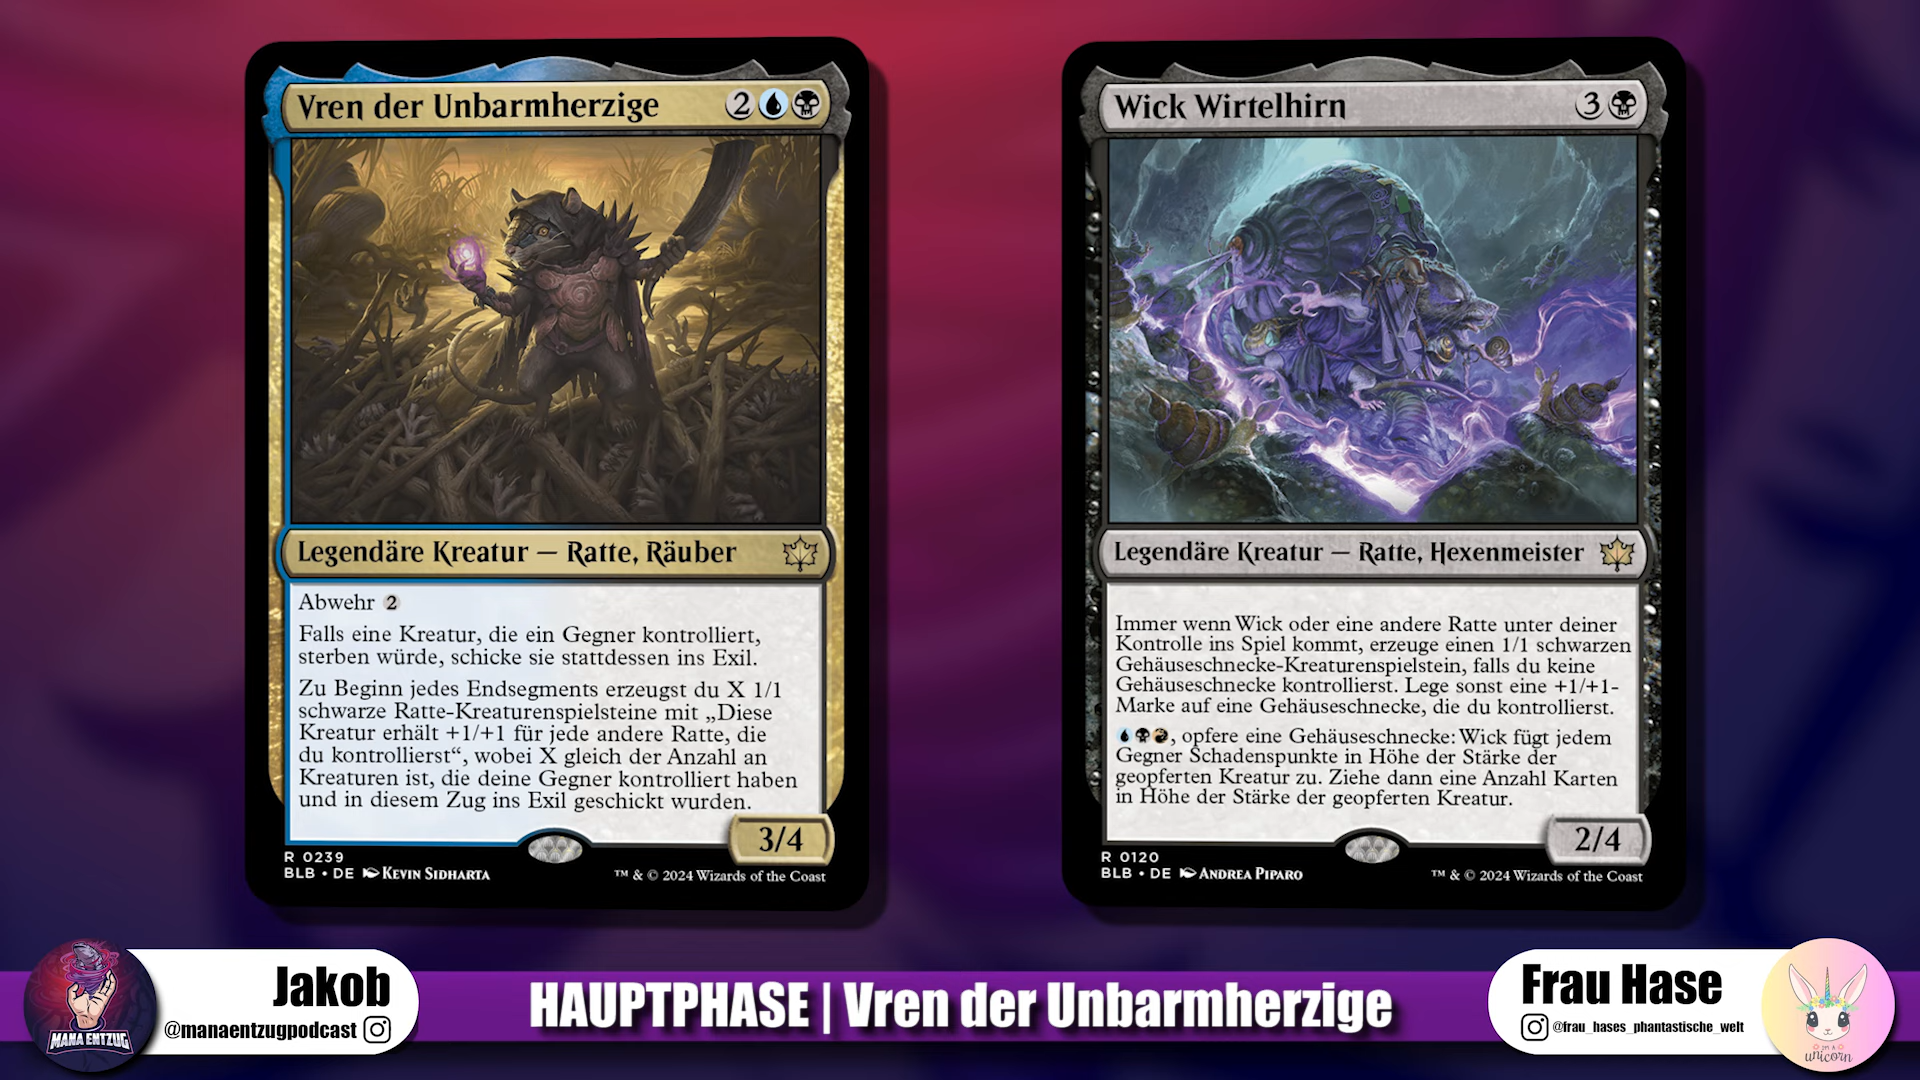 Vren der Unbarmherzige 2
Legendäre Kreatur — Ratte, Räuber
Abwehr 2
Falls eine Kreatur, die ein Gegner kontrolliert,
sterben würde, schicke sie stattdessen ins Exil.
Zu Beginn jedes Endsegments erzeugst du X 1/1
schwarze Ratte-Kreaturenspielsteine mit „Diese
Kreatur erhält +1/+1 für jede andere Ratte, die
du kontrollierst“, wobei X gleich der Anzahl an
Kreaturen ist, die deine Gegner kontrolliert haben
und in diesem Zug ins Exil geschickt wurden.
3/4
R 0239
BLB • DE Kevin Sidharta
™ & © 2024 Wizards of the Coast
Wick Wirtelhirn 3
Legendäre Kreatur — Ratte, Hexenmeister
Immer wenn Wick oder eine andere Ratte unter deiner
Kontrolle ins Spiel kommt, erzeuge einen 1/1 schwarzen
Gehäuseschnecke-Kreaturenspielstein, falls du keine
Gehäuseschnecke kontrollierst. Lege sonst eine +1/+1-
Marke auf eine Gehäuseschnecke, die du kontrollierst.
, opfere eine Gehäuseschnecke: Wick fügt jedem
Gegner Schadenspunkte in Höhe der Stärke der
geopferten Kreatur zu. Ziehe dann eine Anzahl Karten
in Höhe der Stärke der geopferten Kreatur.
2/4
R 0120
BLB • DE Andrea Piparo
™ & © 2024 Wizards of the Coast
MANA ENTZUG
Jakob
@manaentzugpodcast
HAUPTPHASE | Vren der Unbarmherzige
Frau Hase
@frau_hases_phantastische_welt
I'M A
unicorn